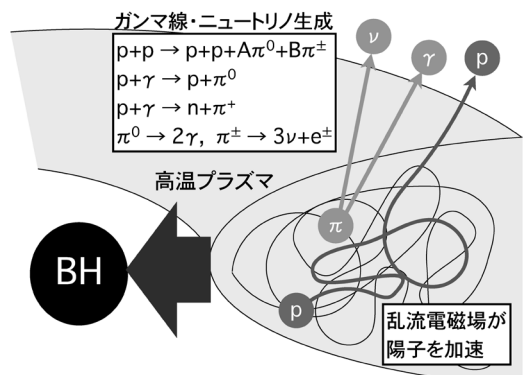 ガンマ線・ニュートリノ生成
p+p → p+p+Aπ⁰+Bπ±
p+γ → p+π⁰
p+γ → n+π⁺
π⁰ → 2γ, π± → 3ν+e±
ν
γ
p
高温プラズマ
π
BH
p
乱流電磁場が
陽子を加速